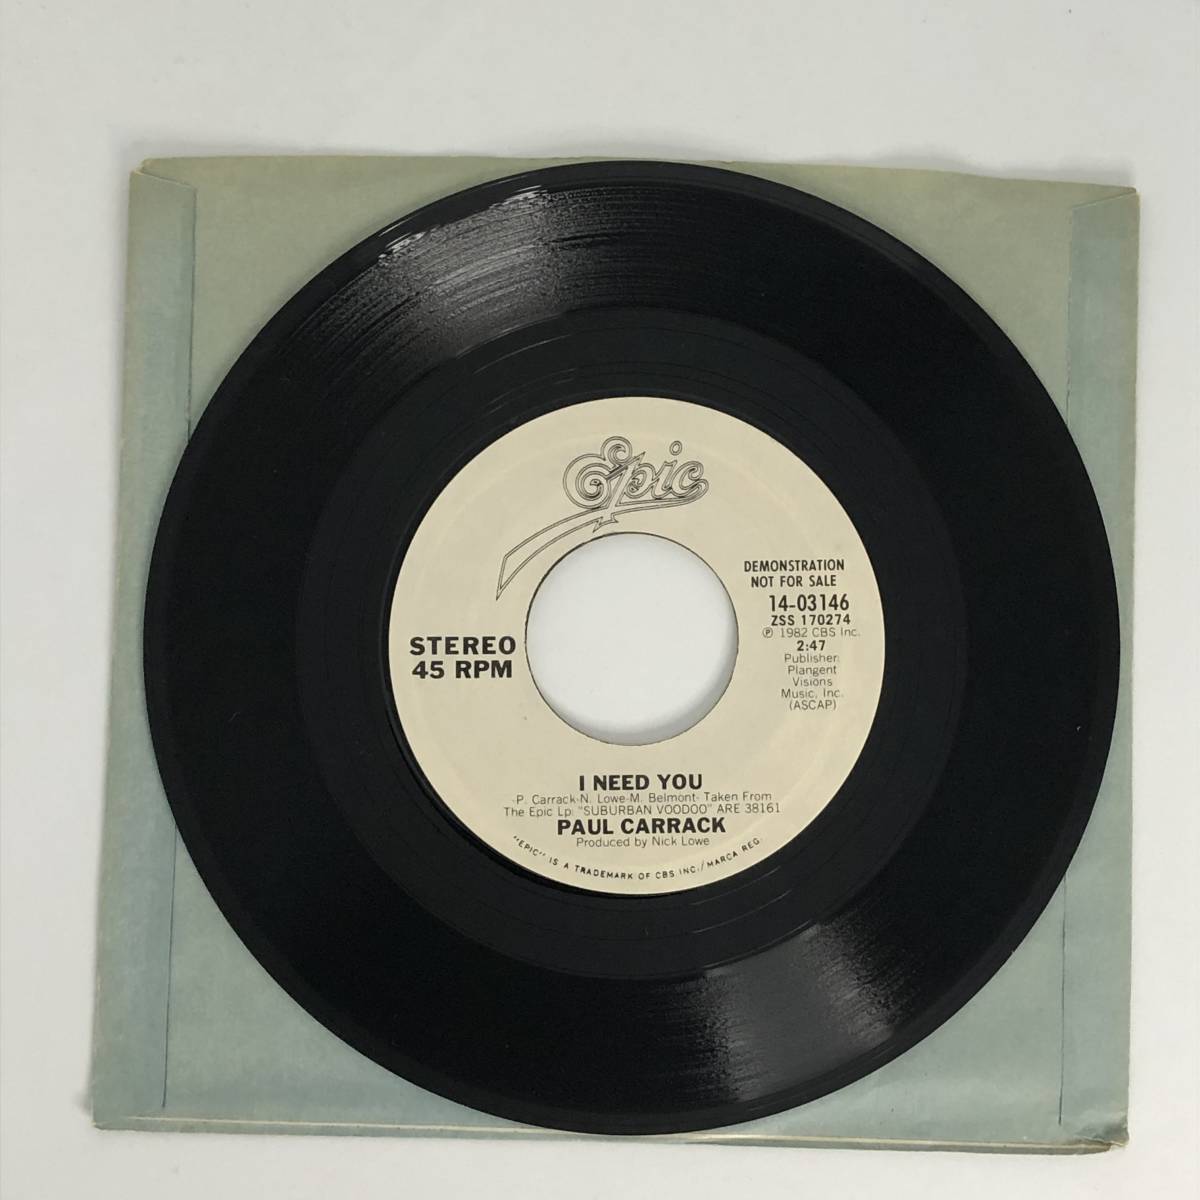 Epic
DEMONSTRATION
NOT FOR SALE
14-03146
ZSS 170274
Ⓟ 1982 CBS Inc.
2:47
Publisher:
Plangent
Visions
Music, Inc.
(ASCAP)
STEREO
45 RPM
I NEED YOU
-P. Carrack-N. Lowe-M. Belmont- Taken From
The Epic Lp: "SUBURBAN VOODOO" ARE 38161
PAUL CARRACK
Produced by Nick Lowe
"EPIC" IS A TRADEMARK OF CBS INC./MARCA REG.